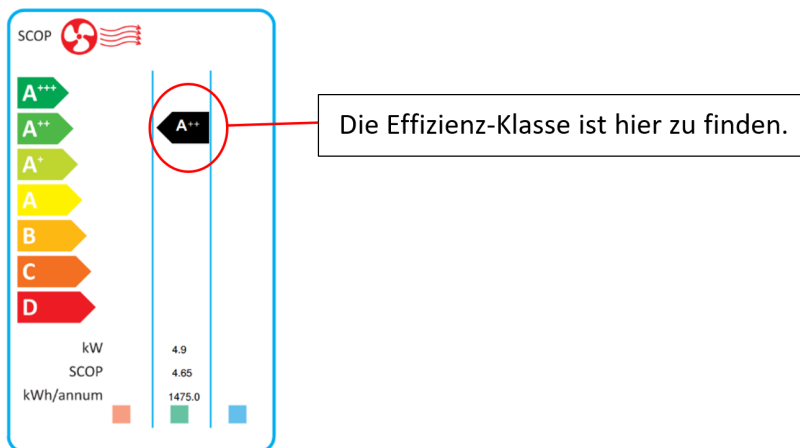 SCOP
A+++
A++
A++
Die Effizienz-Klasse ist hier zu finden.
A+
A
B
C
D
kW 4.9
SCOP 4.65
kWh/annum 1475.0